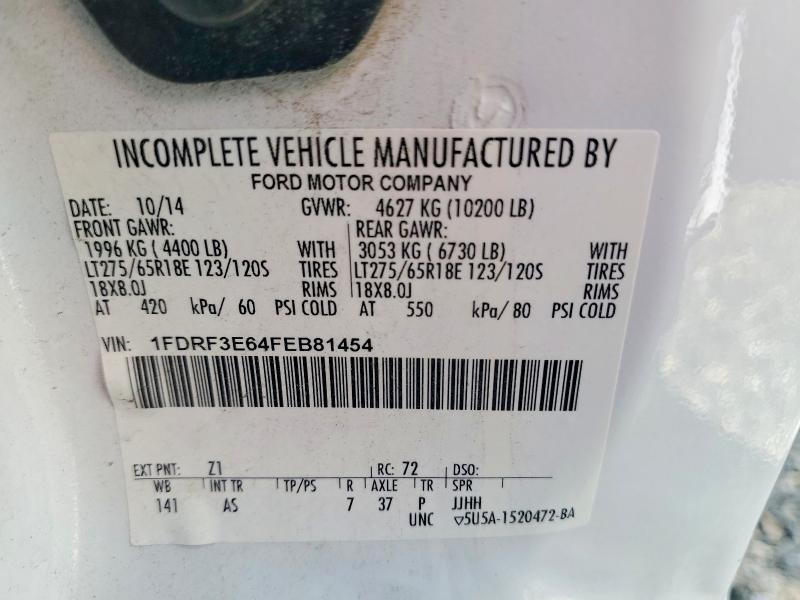 INCOMPLETE VEHICLE MANUFACTURED BY
FORD MOTOR COMPANY
DATE: 10/14 GVWR: 4627 KG (10200 LB)
FRONT GAWR: REAR GAWR:
1996 KG ( 4400 LB) WITH 3053 KG ( 6730 LB) WITH
LT275/65R18E 123/120S TIRES LT275/65R18E 123/120S TIRES
18X8.0J RIMS 18X8.0J RIMS
AT 420 kPa/ 60 PSI COLD AT 550 kPa/ 80 PSI COLD
VIN: 1FDRF3E64FEB81454
EXT PNT: Z1 RC: 72 DSO:
WB INT TR TP/PS R AXLE TR SPR
141 AS 7 37 P JJHH
UNC ▽5U5A-1520472-BA